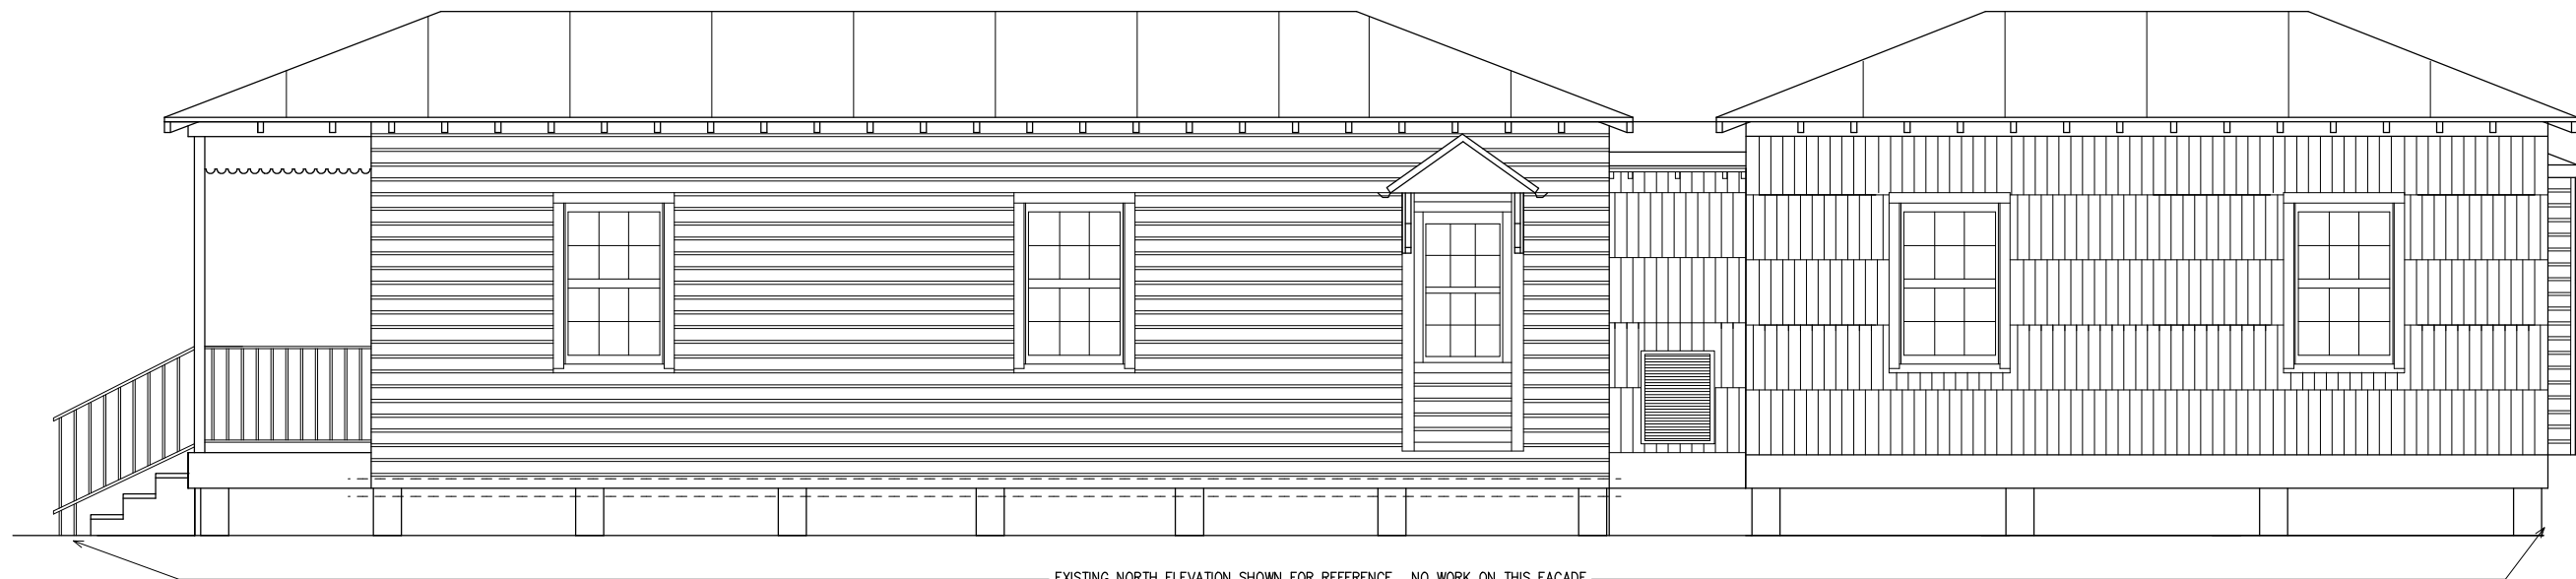 EXISTING NORTH ELEVATION SHOWN FOR REFERENCE. NO WORK ON THIS FACADE